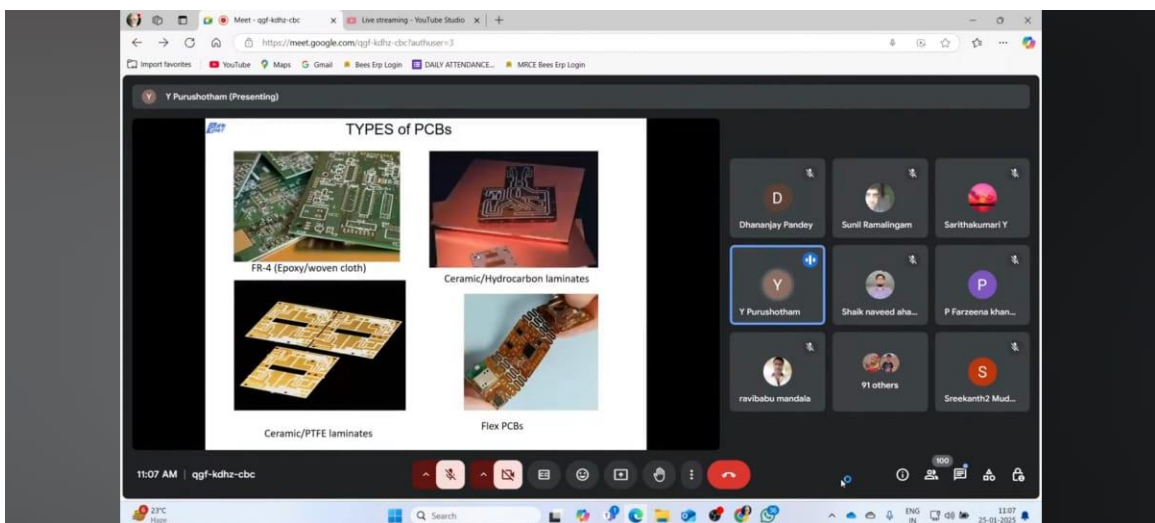 Meet - qgf-kdhz-cbc
Live streaming - YouTube Studio
https://meet.google.com/qgf-kdhz-cbc?authuser=3
Import favorites YouTube Maps Gmail Bees Erp Login DAILY ATTENDANCE... MRCE Bees Erp Login
Y Y Purushotham (Presenting)
TYPES of PCBs
FR-4 (Epoxy/woven cloth)
Ceramic/Hydrocarbon laminates
Ceramic/PTFE laminates
Flex PCBs
D
Dhananjay Pandey
Sunil Ramalingam
Sarithakumari Y
Y
Y Purushotham
Shaik naveed aha...
P
P Farzeena khan...
ravibabu mandala
91 others
S
Sreekanth2 Mud...
11:07 AM | qgf-kdhz-cbc
100
23°C
Haze
Search
ENG
IN
11:07
25-01-2025